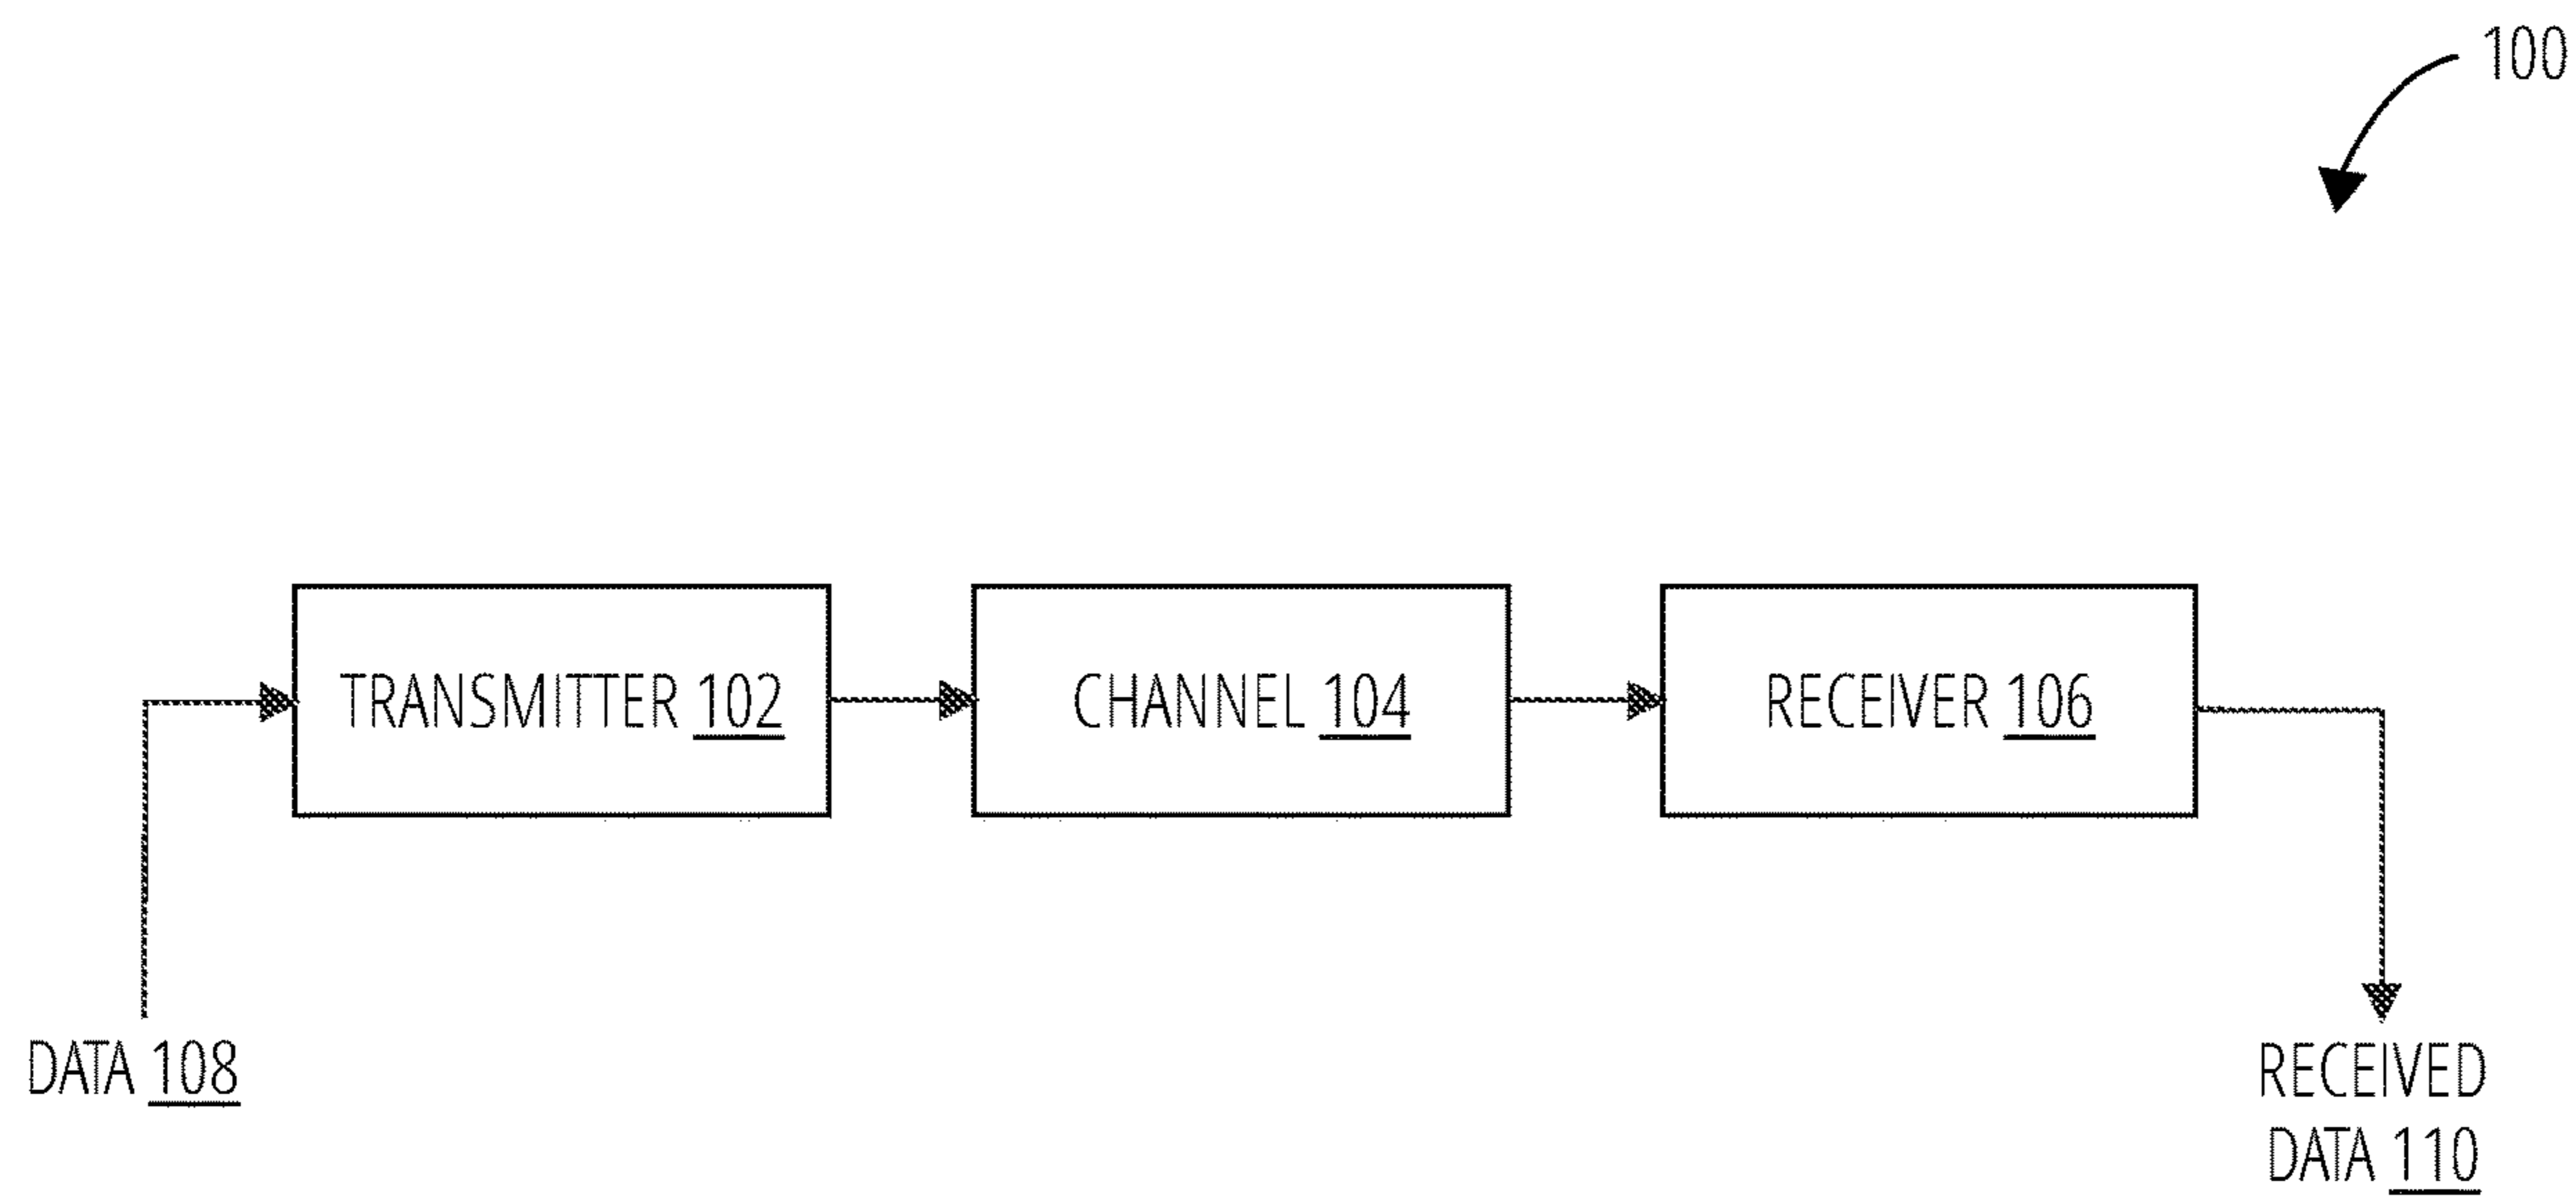 100
TRANSMITTER 102
CHANNEL 104
RECEIVER 106
DATA 108
RECEIVED
DATA 110